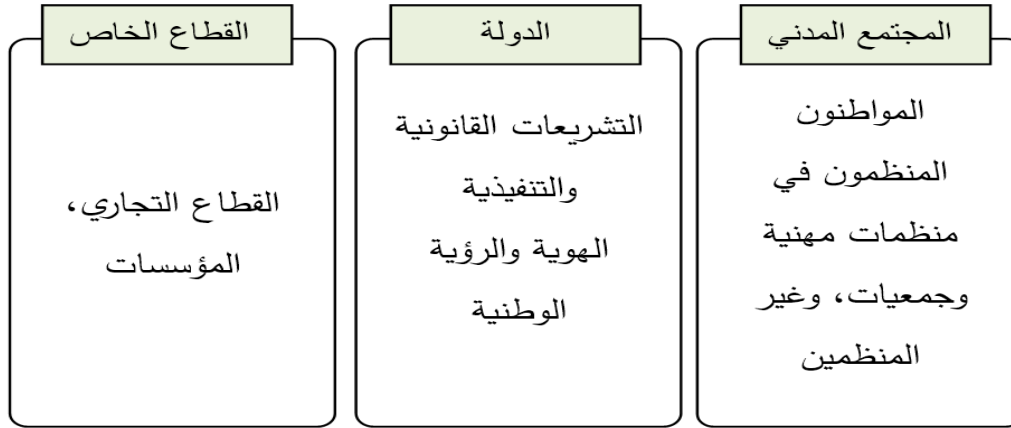 المجتمع المدني
المواطنون
المنظمون في
منظمات مهنية
وجمعيات، وغير
المنظمين
الدولة
التشريعات القانونية
والتنفيذية
الهوية والرؤية
الوطنية
القطاع الخاص
القطاع التجاري،
المؤسسات